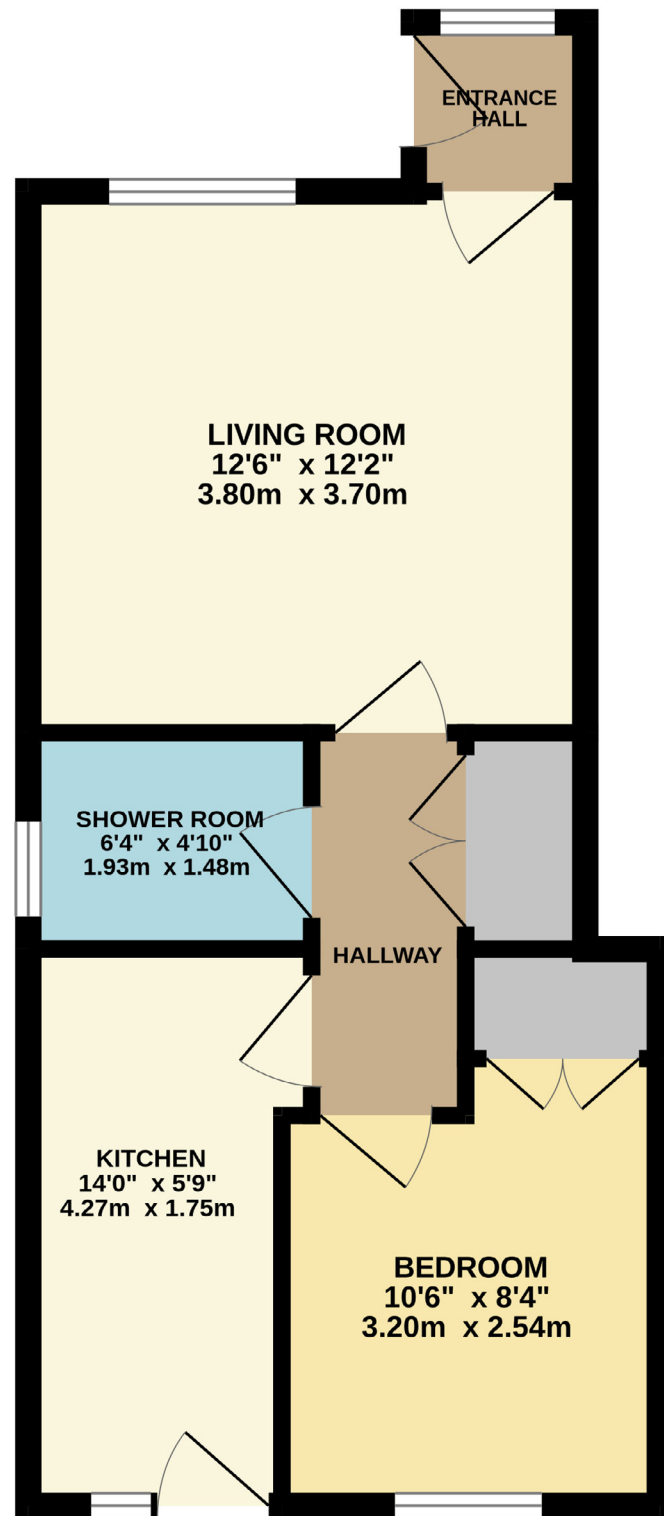 ENTRANCE
HALL
LIVING ROOM
12'6" x 12'2"
3.80m x 3.70m
SHOWER ROOM
6'4" x 4'10"
1.93m x 1.48m
HALLWAY
KITCHEN
14'0" x 5'9"
4.27m x 1.75m
BEDROOM
10'6" x 8'4"
3.20m x 2.54m